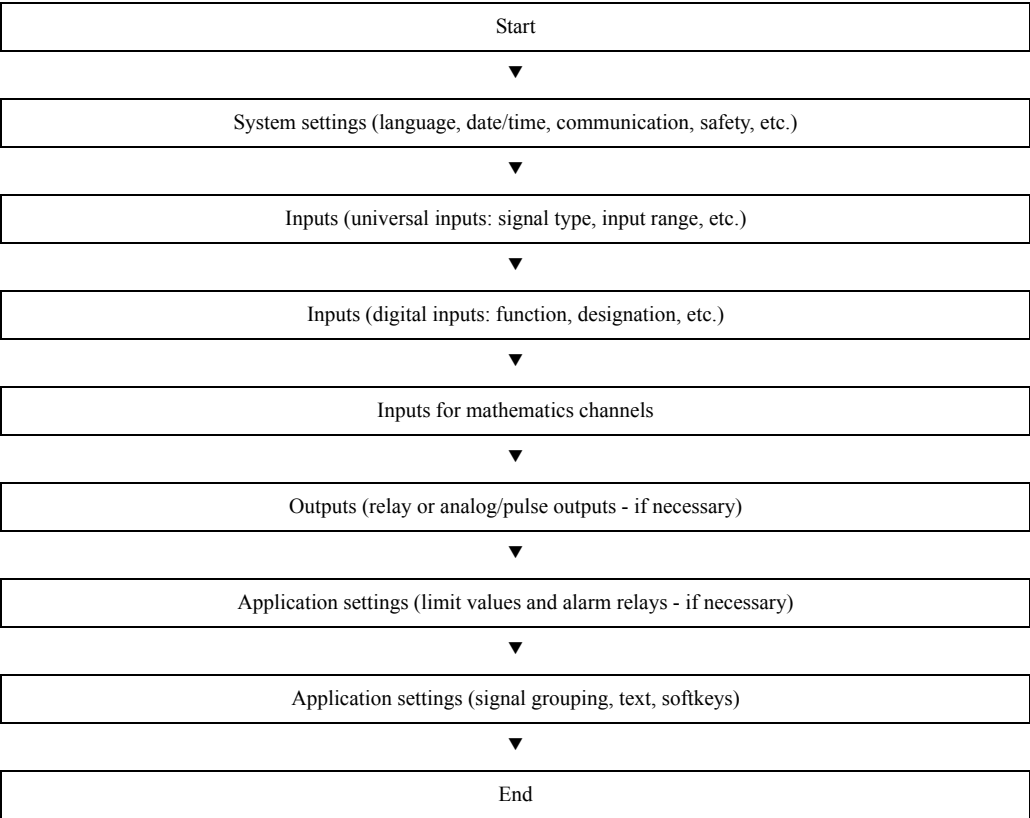 Start
▼
System settings (language, date/time, communication, safety, etc.)
▼
Inputs (universal inputs: signal type, input range, etc.)
▼
Inputs (digital inputs: function, designation, etc.)
▼
Inputs for mathematics channels
▼
Outputs (relay or analog/pulse outputs - if necessary)
▼
Application settings (limit values and alarm relays - if necessary)
▼
Application settings (signal grouping, text, softkeys)
▼
End